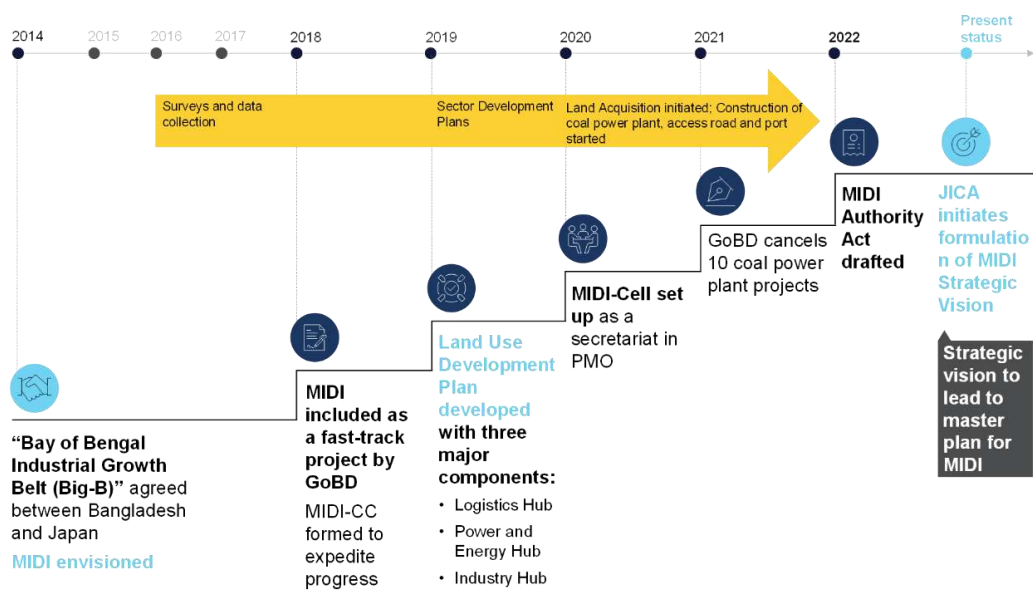 2014
2015
2016
2017
2018
2019
2020
2021
2022
Present
status
Surveys and data
collection
Sector Development
Plans
Land Acquisition initiated; Construction of
coal power plant, access road and port
started
“Bay of Bengal
Industrial Growth
Belt (Big-B)” agreed
between Bangladesh
and Japan
MIDI envisioned
MIDI
included as
a fast-track
project by
GoBD
MIDI-CC
formed to
expedite
progress
Land Use
Development
Plan
developed
with three
major
components:
• Logistics Hub
• Power and
Energy Hub
• Industry Hub
MIDI-Cell set
up as a
secretariat in
PMO
GoBD cancels
10 coal power
plant projects
MIDI
Authority
Act
drafted
JICA
initiates
formulatio
n of MIDI
Strategic
Vision
Strategic
vision to
lead to
master
plan for
MIDI